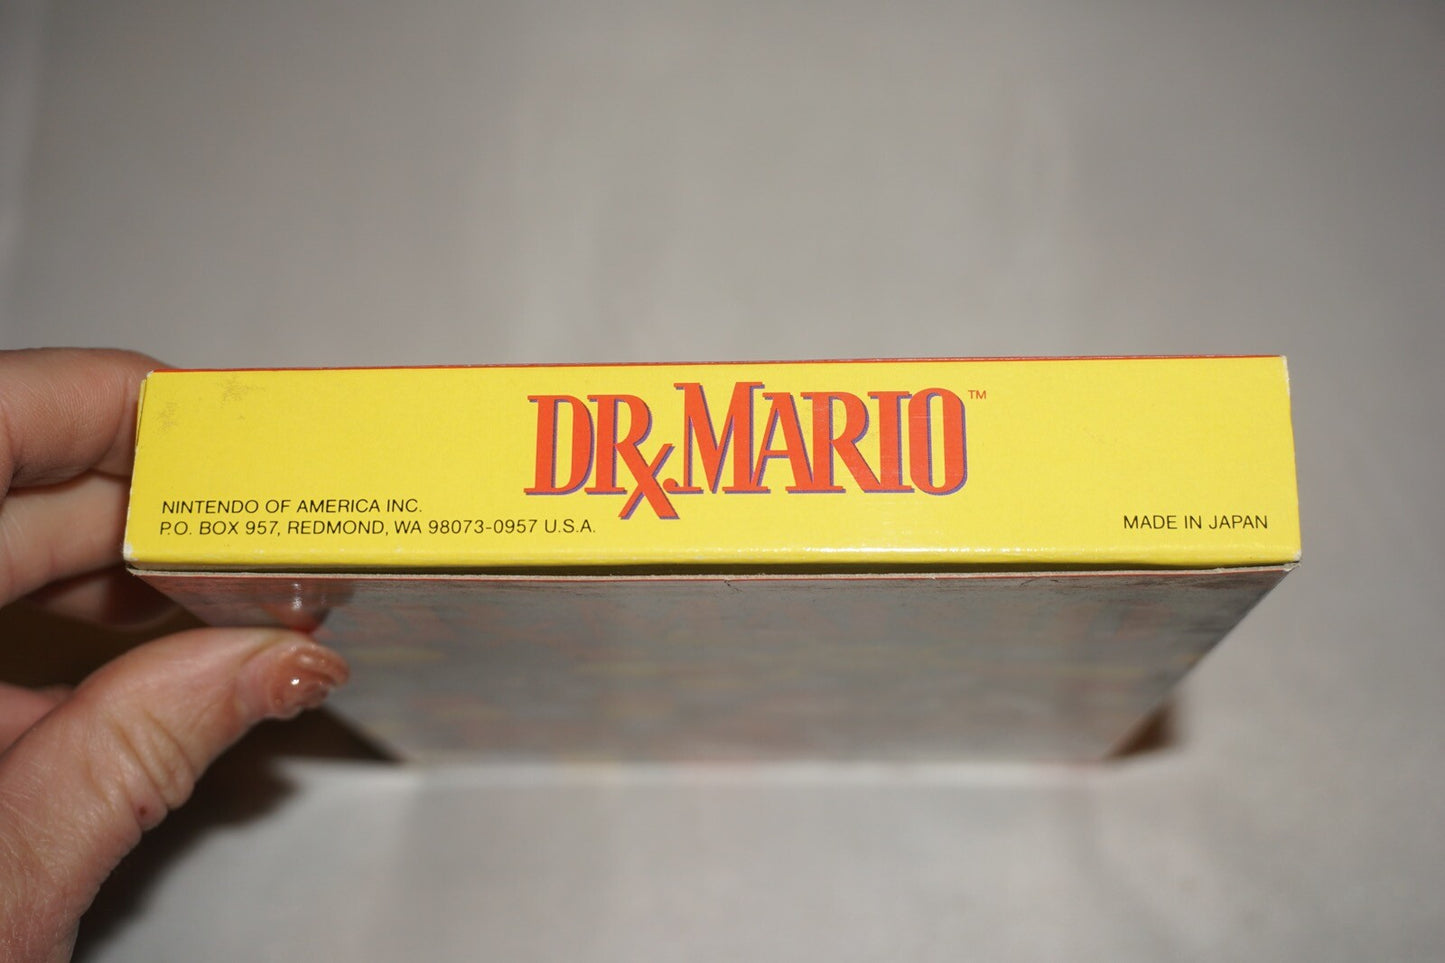 DR.MARIO™
NINTENDO OF AMERICA INC.
P.O. BOX 957, REDMOND, WA 98073-0957 U.S.A.
MADE IN JAPAN